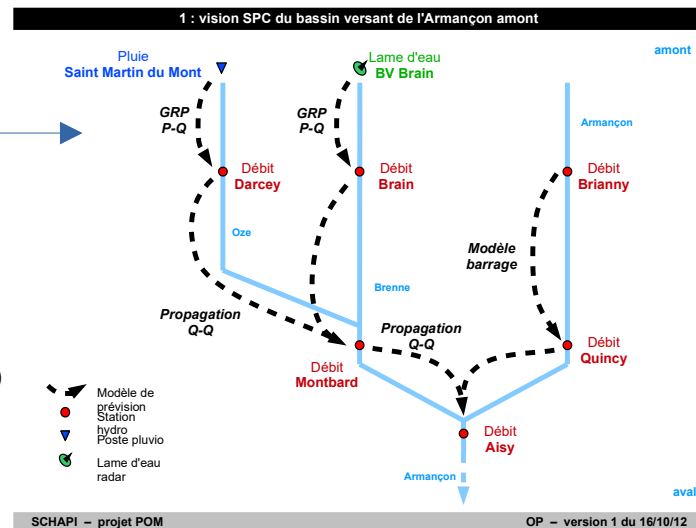 1 : vision SPC du bassin versant de l'Armançon amont
Pluie
Saint Martin du Mont
Lame d'eau
BV Brain
amont
GRP
P-Q
GRP
P-Q
Armançon
Débit
Darcey
Débit
Brain
Débit
Brianny
Oze
Modèle
barrage
Brenne
Propagation
Q-Q
Propagation
Q-Q
Débit
Montbard
Débit
Quincy
Modèle de
prévision
Station
hydro
Poste pluvio
Lame d'eau
radar
Débit
Aisy
Armançon
aval
SCHAPI – projet POM
OP – version 1 du 16/10/12